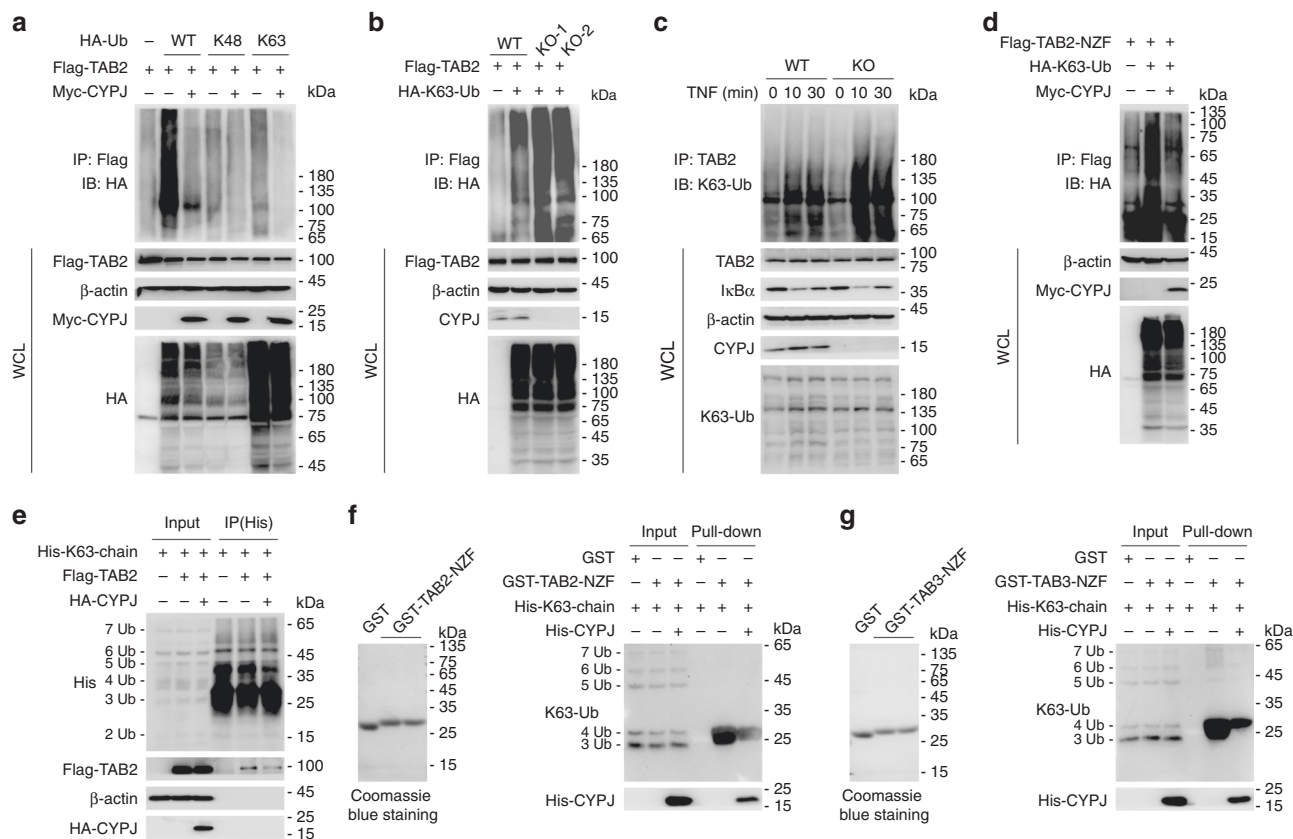 a
HA-Ub – WT K48 K63
Flag-TAB2 + + + + + + +
Myc-CYPJ – – + – + – + kDa
IP: Flag
IB: HA
- 180
- 135
- 100
- 75
- 65
WCL
Flag-TAB2 - 100
β-actin - 45
Myc-CYPJ - 25
- 15
HA
- 180
- 135
- 100
- 75
- 65
- 45
b
WT KO-1 KO-2
Flag-TAB2 + + + +
HA-K63-Ub – + + +
kDa
IP: Flag
IB: HA
- 180
- 135
- 100
- 75
- 65
WCL
Flag-TAB2 - 100
β-actin - 45
CYPJ - 15
HA
- 180
- 135
- 100
- 75
- 65
- 45
- 35
c
WT KO
TNF (min) 0 10 30 0 10 30 kDa
IP: TAB2
IB: K63-Ub
- 180
- 135
- 100
- 75
- 65
WCL
TAB2 - 100
- 75
IκBα - 35
β-actin - 45
CYPJ - 15
K63-Ub
- 180
- 135
- 100
- 75
- 65
d
Flag-TAB2-NZF + + +
HA-K63-Ub – + +
Myc-CYPJ – – + kDa
IP: Flag
IB: HA
- 135
- 100
- 75
- 65
- 45
- 35
- 25
- 15
WCL
β-actin - 45
Myc-CYPJ - 25
HA
- 180
- 135
- 100
- 75
- 65
- 45
- 35
e
Input IP(His)
His-K63-chain + + + + + +
Flag-TAB2 – + + – + +
HA-CYPJ – – + – – + kDa
His
7 Ub -
6 Ub -
5 Ub -
4 Ub -
3 Ub -
2 Ub -
- 65
- 45
- 35
- 25
- 15
Flag-TAB2 - 100
β-actin - 45
HA-CYPJ - 25
- 15
f
GST GST-TAB2-NZF
kDa
- 135
- 75
- 65
- 45
- 35
- 25
- 15
Coomassie
blue staining
Input Pull-down
GST + – – + – –
GST-TAB2-NZF – + + – + +
His-K63-chain + + + + + +
His-CYPJ – – + – – + kDa
7 Ub -
6 Ub -
5 Ub -
K63-Ub
4 Ub -
3 Ub -
- 65
- 45
- 35
- 25
His-CYPJ - 25
- 15
g
GST GST-TAB3-NZF
kDa
- 135
- 75
- 65
- 45
- 35
- 25
- 15
Coomassie
blue staining
Input Pull-down
GST + – – + – –
GST-TAB3-NZF – + + – + +
His-K63-chain + + + + + +
His-CYPJ – – + – – + kDa
7 Ub -
6 Ub -
5 Ub -
K63-Ub
4 Ub -
3 Ub -
- 65
- 45
- 35
- 25
His-CYPJ - 25
- 15